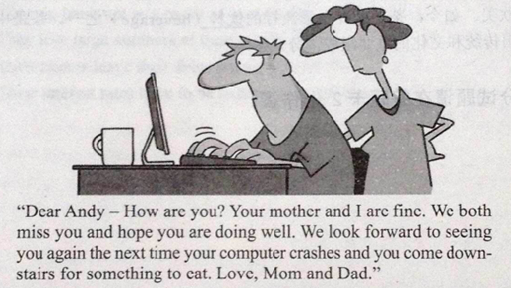 “Dear Andy – How are you? Your mother and I are fine. We both
miss you and hope you are doing well. We look forward to seeing
you again the next time your computer crashes and you come down-
stairs for something to eat. Love, Mom and Dad.”